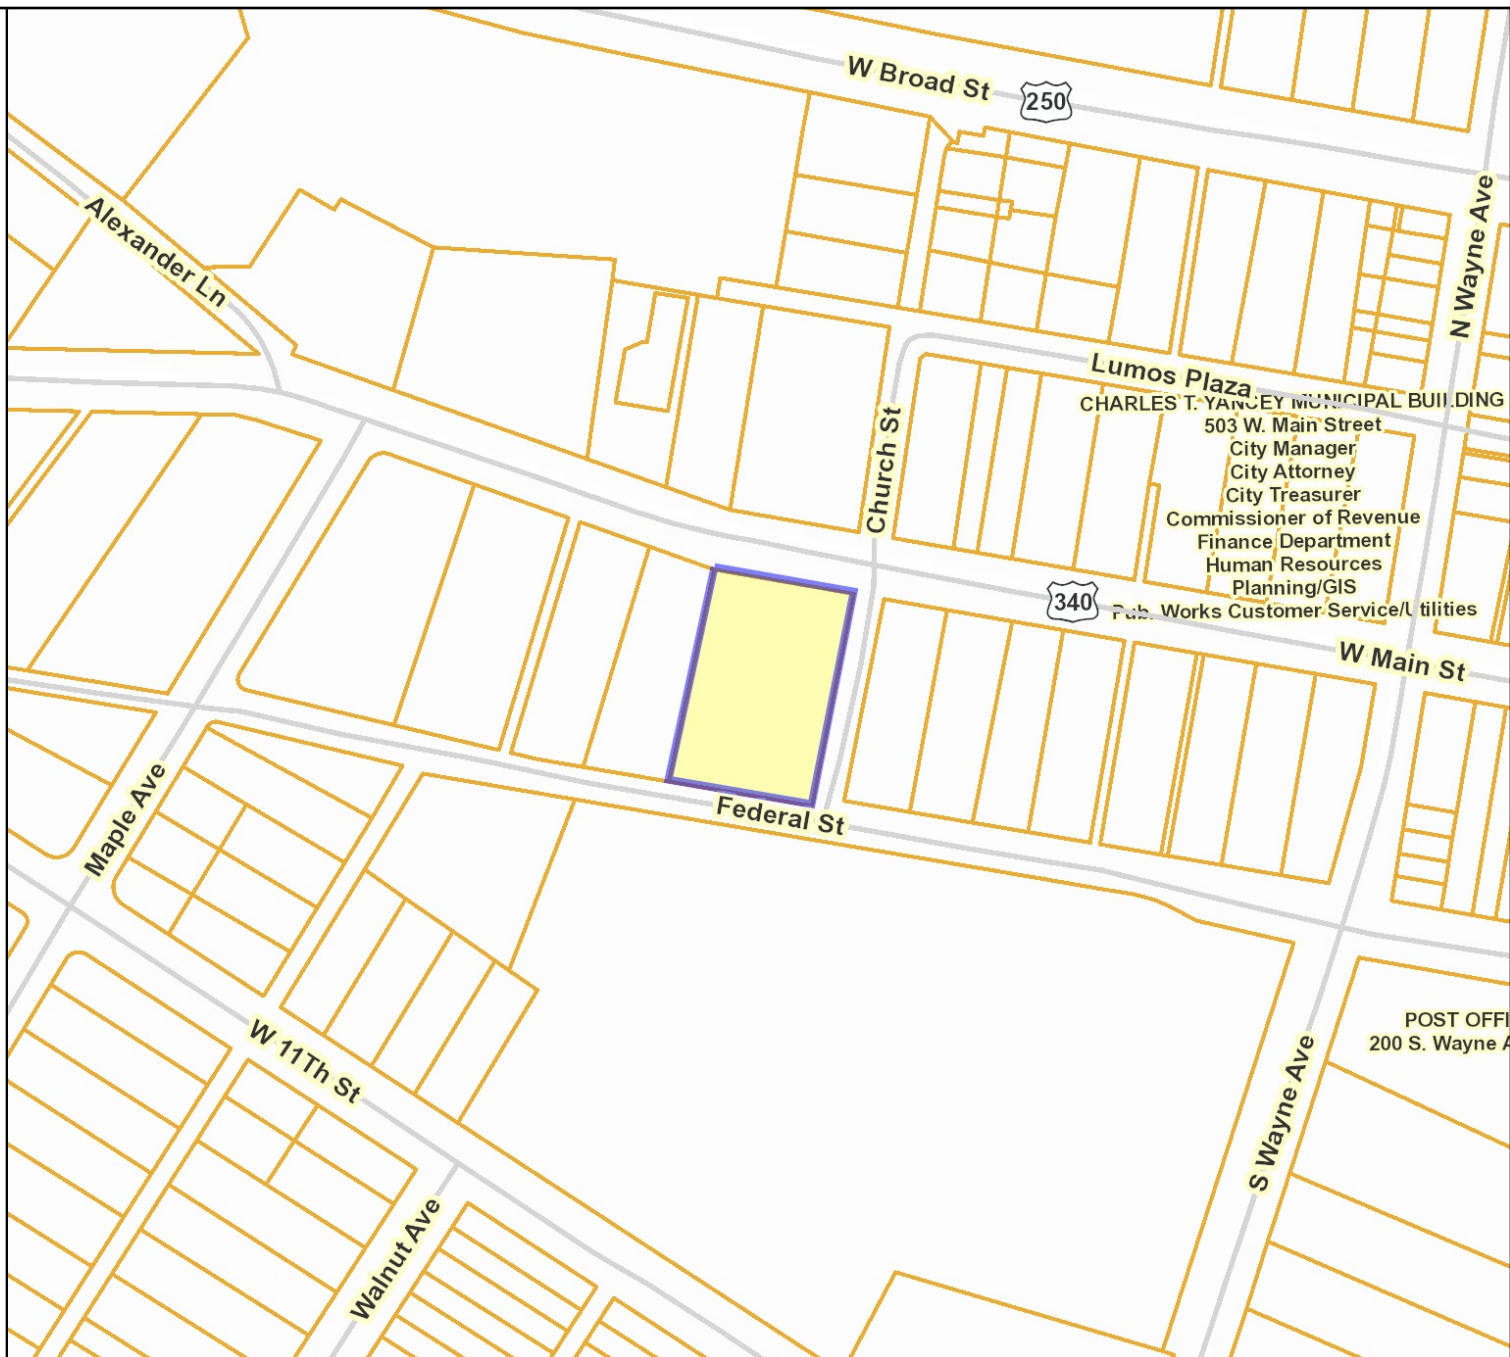 W Broad St
250
Alexander Ln
N Wayne Ave
Lumos Plaza
CHARLES T. YANCEY MUNICIPAL BUILDING
503 W. Main Street
City Manager
City Attorney
City Treasurer
Commissioner of Revenue
Finance Department
Human Resources
Planning/GIS
Pub. Works Customer Service/Utilities
Church St
340
W Main St
Maple Ave
Federal St
W 11Th St
POST OFFI
200 S. Wayne A
S Wayne Ave
Walnut Ave